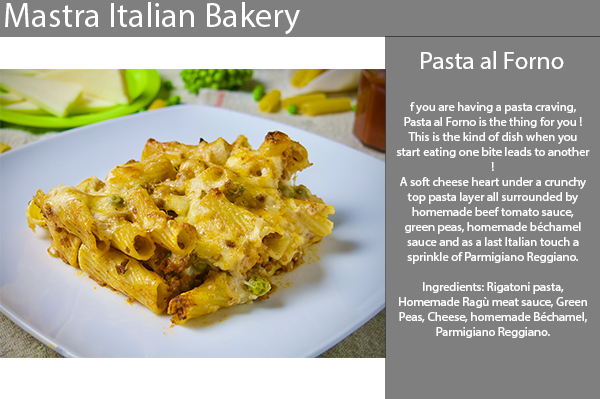 Mastra Italian Bakery
Pasta al Forno
f you are having a pasta craving,
Pasta al Forno is the thing for you !
This is the kind of dish when you
start eating one bite leads to another
!
A soft cheese heart under a crunchy
top pasta layer all surrounded by
homemade beef tomato sauce,
green peas, homemade béchamel
sauce and as a last Italian touch a
sprinkle of Parmigiano Reggiano.
Ingredients: Rigatoni pasta,
Homemade Ragù meat sauce, Green
Peas, Cheese, homemade Béchamel,
Parmigiano Reggiano.